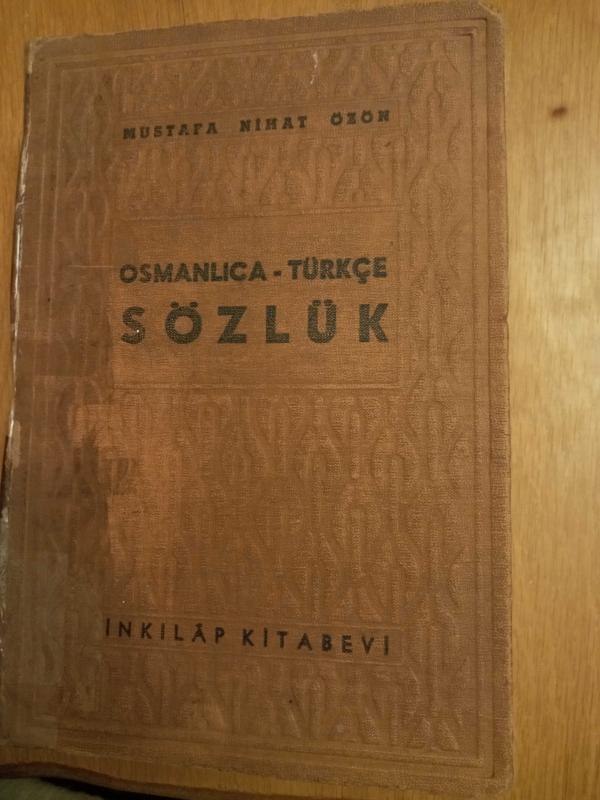 MUSTAFA NİHAT ÖZÖN
OSMANLICA - TÜRKÇE
SÖZLÜK
İNKILÂP KİTABEVİ